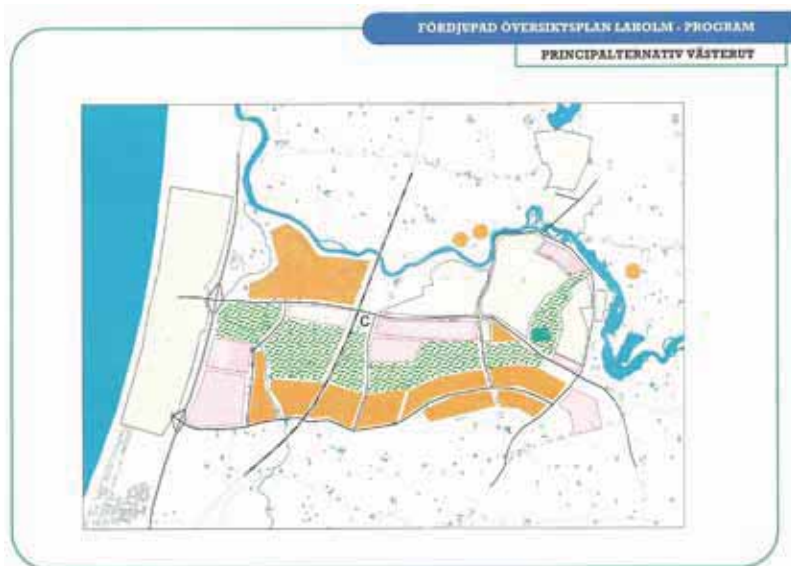 FÖRDJUPAD ÖVERSIKTSPLAN LAHOLM - PROGRAM
PRINCIPALTERNATIV VÄSTERUT
C